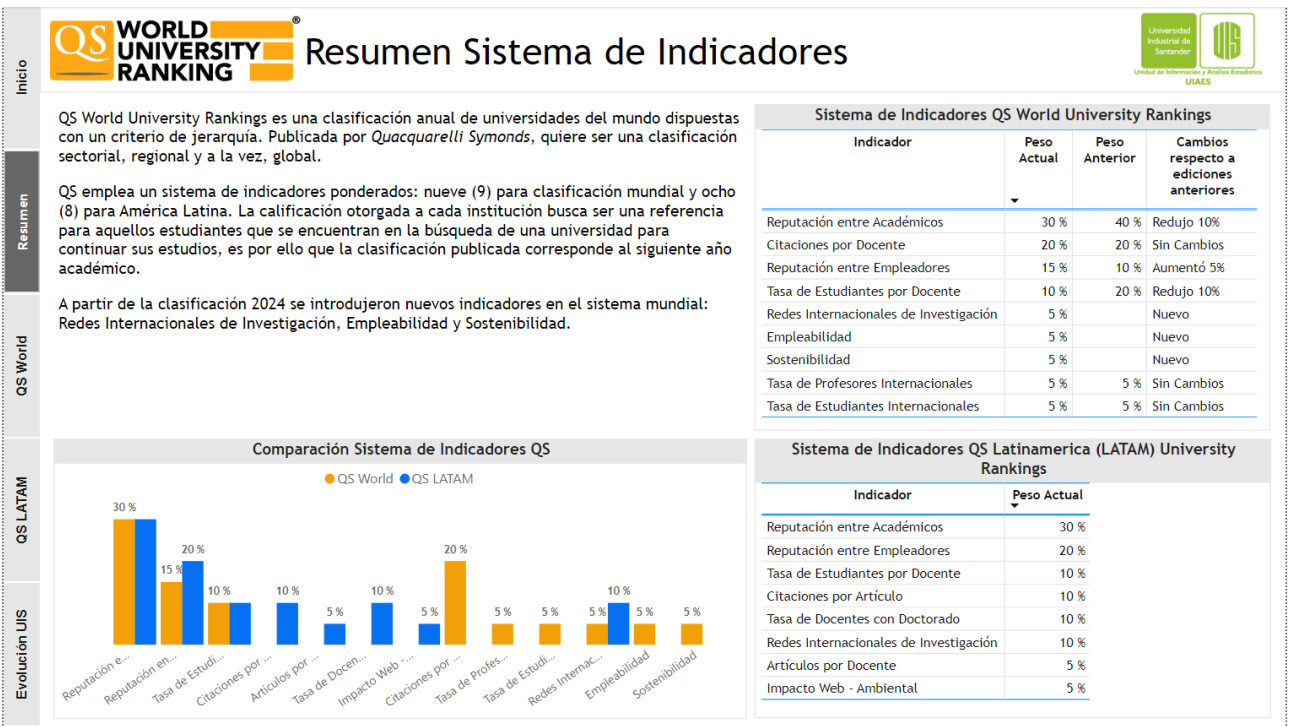 Inicio
Resumen
QS World
QS LATAM
Evolución UIS
QS WORLD
UNIVERSITY
RANKING
®
Resumen Sistema de Indicadores
Universidad
Industrial de
Santander
UIS
Unidad de Información y Análisis Estadístico
UIAES
QS World University Rankings es una clasificación anual de universidades del mundo dispuestas
con un criterio de jerarquía. Publicada por Quacquarelli Symonds, quiere ser una clasificación
sectorial, regional y a la vez, global.
QS emplea un sistema de indicadores ponderados: nueve (9) para clasificación mundial y ocho
(8) para América Latina. La calificación otorgada a cada institución busca ser una referencia
para aquellos estudiantes que se encuentran en la búsqueda de una universidad para
continuar sus estudios, es por ello que la clasificación publicada corresponde al siguiente año
académico.
A partir de la clasificación 2024 se introdujeron nuevos indicadores en el sistema mundial:
Redes Internacionales de Investigación, Empleabilidad y Sostenibilidad.
Sistema de Indicadores QS World University Rankings
Indicador Peso Actual Peso Anterior Cambios respecto a ediciones anteriores
Reputación entre Académicos 30 % 40 % Redujo 10%
Citaciones por Docente 20 % 20 % Sin Cambios
Reputación entre Empleadores 15 % 10 % Aumentó 5%
Tasa de Estudiantes por Docente 10 % 20 % Redujo 10%
Redes Internacionales de Investigación 5 % Nuevo
Empleabilidad 5 % Nuevo
Sostenibilidad 5 % Nuevo
Tasa de Profesores Internacionales 5 % 5 % Sin Cambios
Tasa de Estudiantes Internacionales 5 % 5 % Sin Cambios
Comparación Sistema de Indicadores QS
QS World QS LATAM
30 %
15 % 20 %
10 %
10 %
5 %
10 %
5 %
20 %
5 %
5 %
5 % 10 %
5 %
5 %
Reputación e...
Reputación en...
Tasa de Estudi...
Citaciones por ...
Artículos por ...
Tasa de Docen...
Impacto Web -...
Citaciones por ...
Tasa de Profes...
Tasa de Estudi...
Redes Internac...
Empleabilidad
Sostenibilidad
Sistema de Indicadores QS Latinamerica (LATAM) University
Rankings
Indicador Peso Actual
Reputación entre Académicos 30 %
Reputación entre Empleadores 20 %
Tasa de Estudiantes por Docente 10 %
Citaciones por Artículo 10 %
Tasa de Docentes con Doctorado 10 %
Redes Internacionales de Investigación 10 %
Artículos por Docente 5 %
Impacto Web - Ambiental 5 %